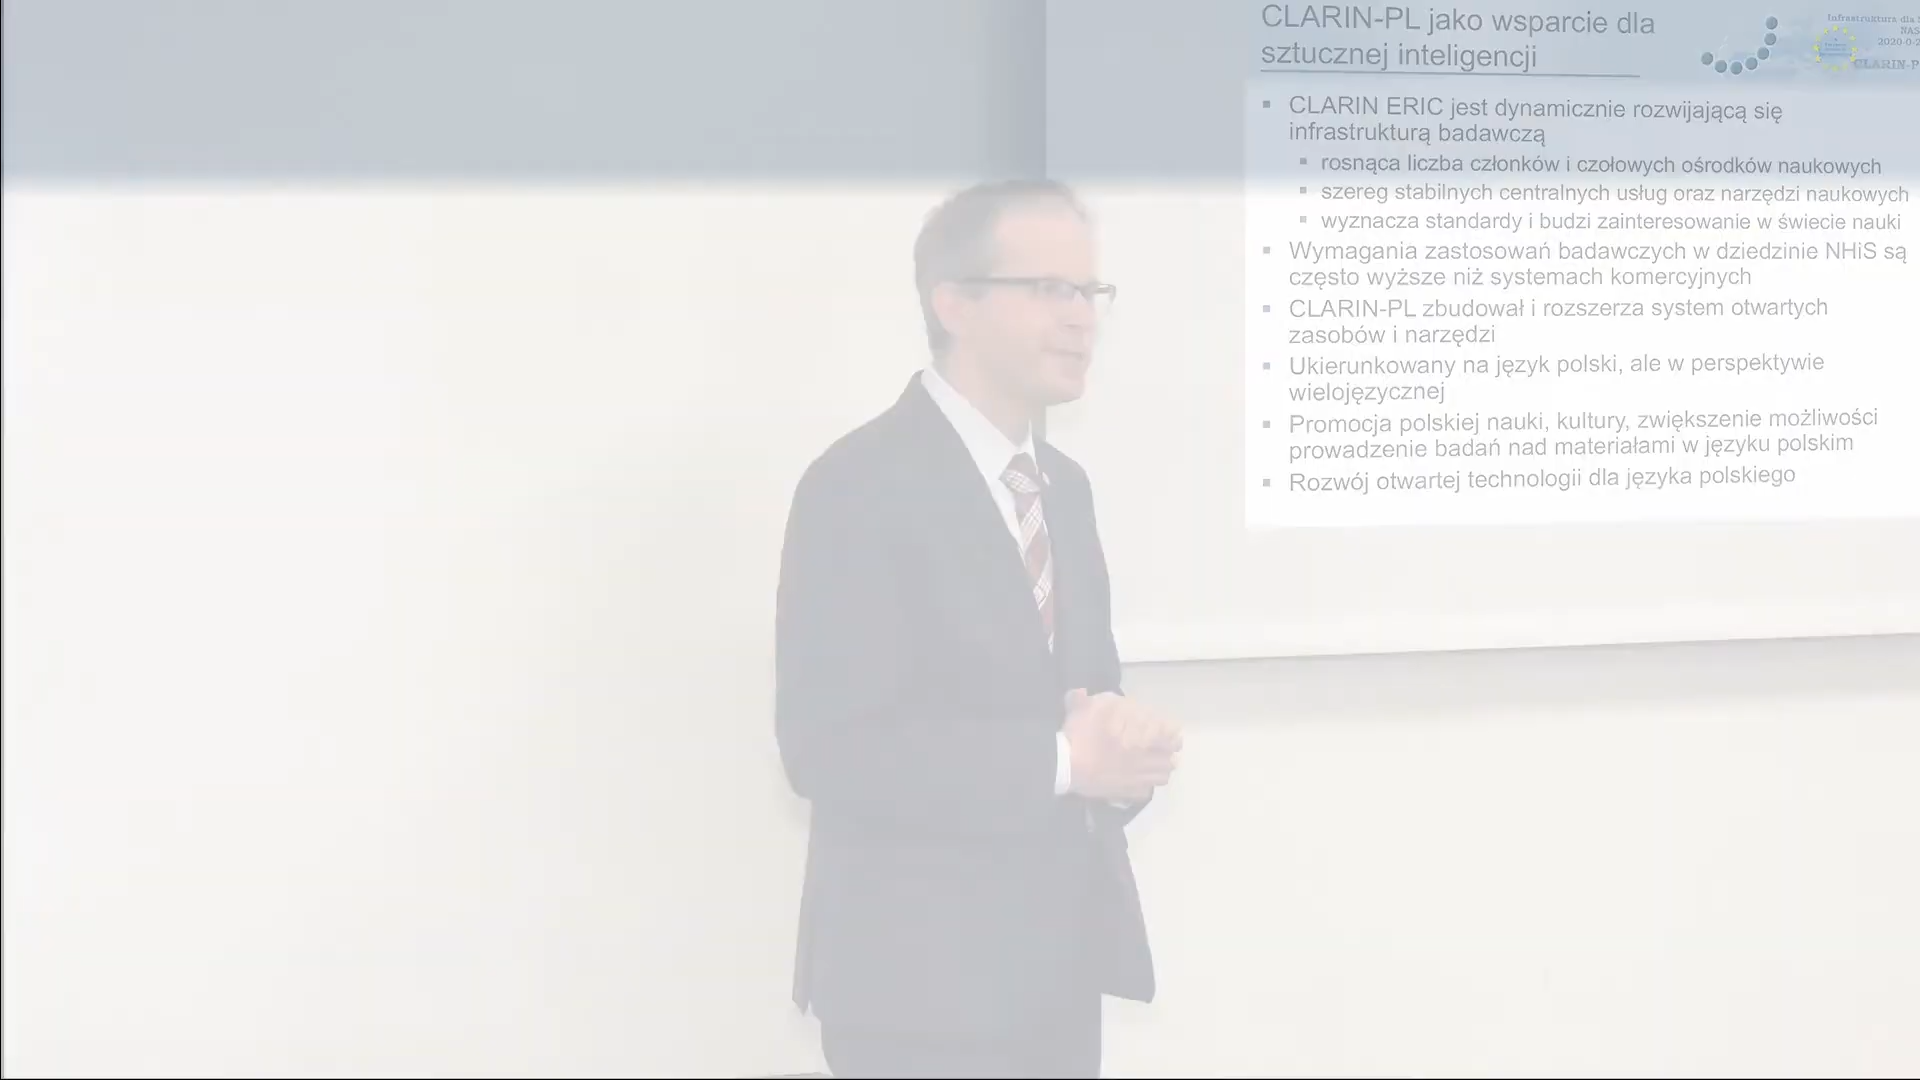 CLARIN-PL jako wsparcie dla
sztucznej inteligencji
Infrastruktura dla
NAS
CLARIN-P
CLARIN ERIC jest dynamicznie rozwijającą się
infrastrukturą badawczą
rosnąca liczba członków i czołowych ośrodków naukowych
szereg stabilnych centralnych usług oraz narzędzi naukowych
wyznacza standardy i budzi zainteresowanie w świecie nauki
Wymagania zastosowań badawczych w dziedzinie NHiS są
często wyższe niż systemach komercyjnych
CLARIN-PL zbudował i rozszerza system otwartych
zasobów i narzędzi
Ukierunkowany na język polski, ale w perspektywie
wielojęzycznej
Promocja polskiej nauki, kultury, zwiększenie możliwości
prowadzenie badań nad materiałami w języku polskim
Rozwój otwartej technologii dla języka polskiego